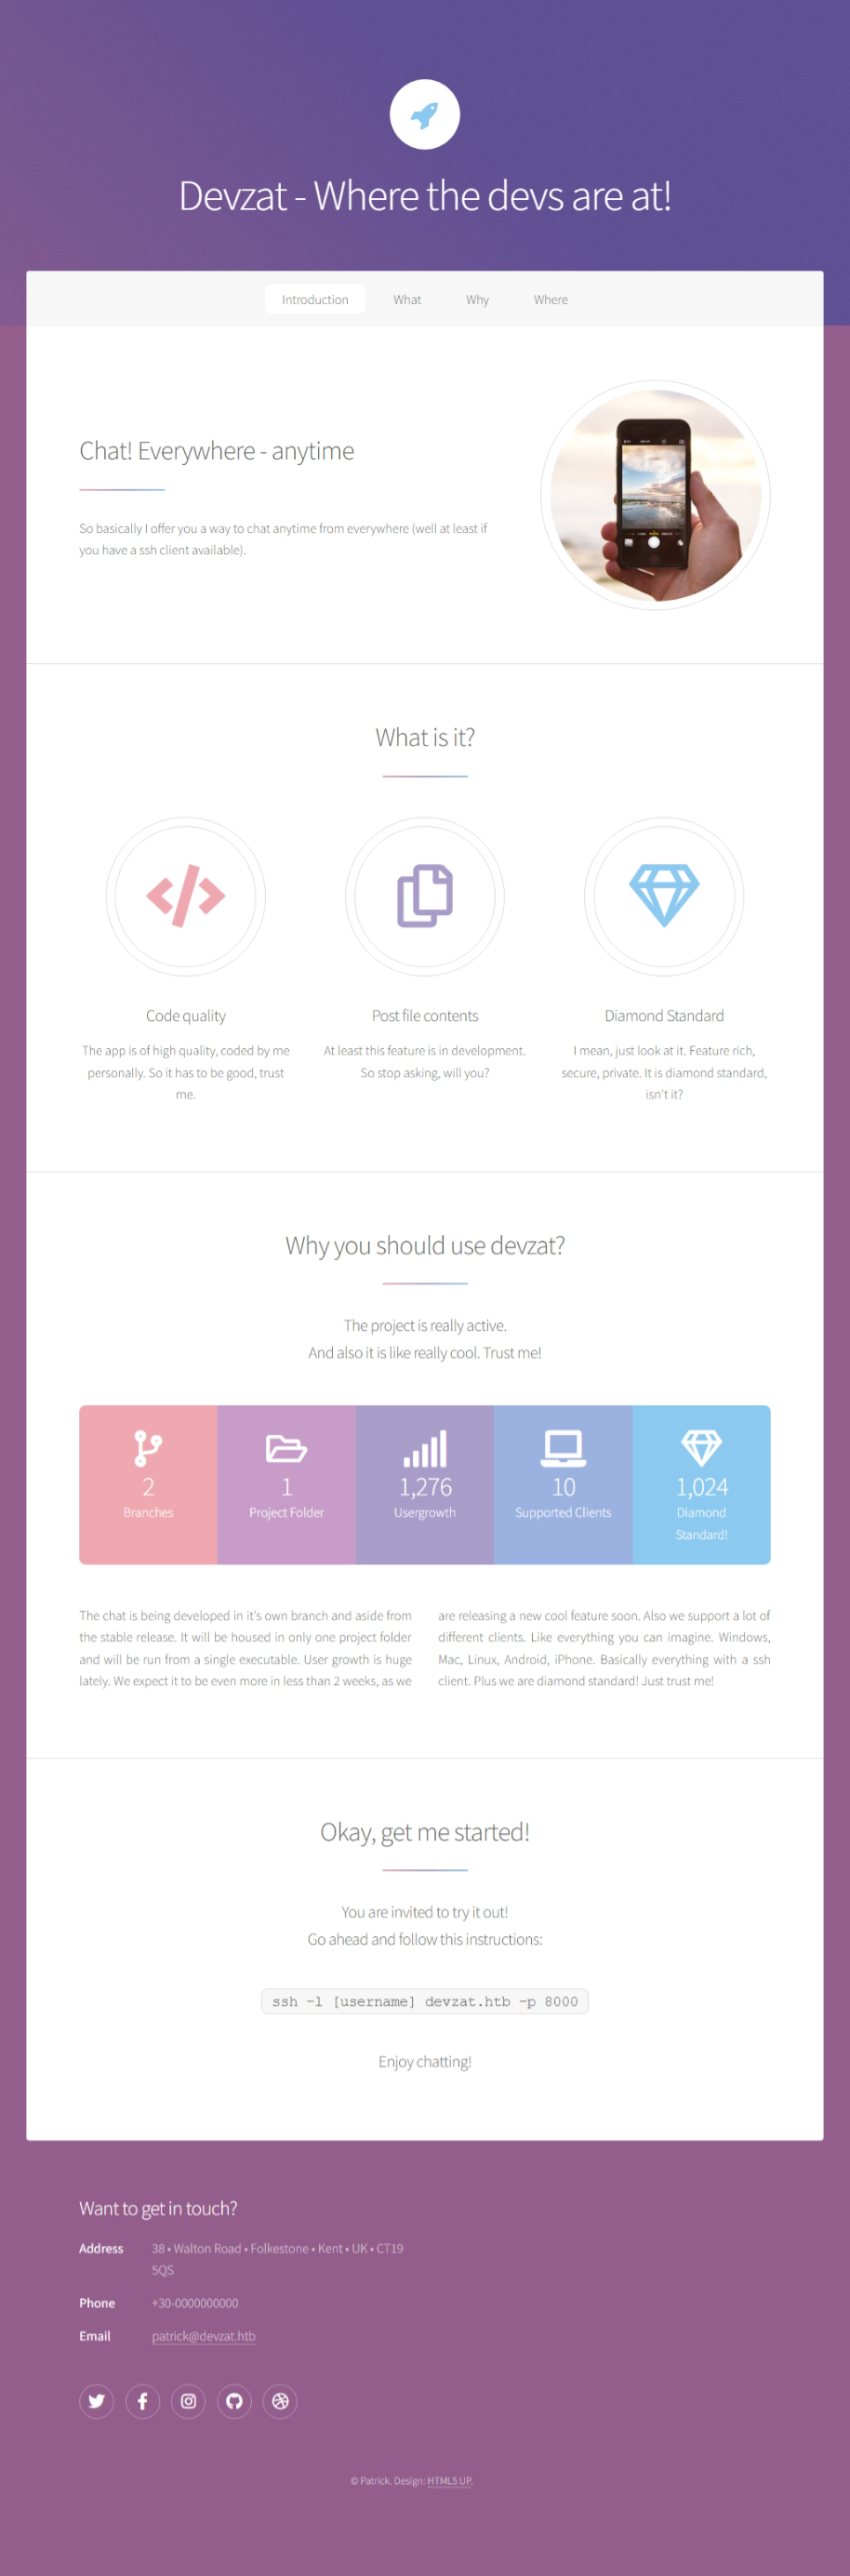 Devzat - Where the devs are at!
Introduction What Why Where
Chat! Everywhere - anytime
So basically I offer you a way to chat anytime from everywhere (well at least if
you have a ssh client available).
What is it?
Code quality
The app is of high quality, coded by me
personally. So it has to be good, trust
me.
Post file contents
At least this feature is in development.
So stop asking, will you?
Diamond Standard
I mean, just look at it. Feature rich,
secure, private. It is diamond standard,
isn't it?
Why you should use devzat?
The project is really active.
And also it is like really cool. Trust me!
2
Branches
1
Project Folder
1,276
Usergrowth
10
Supported Clients
1,024
Diamond
Standard!
The chat is being developed in it's own branch and aside from
the stable release. It will be housed in only one project folder
and will be run from a single executable. User growth is huge
lately. We expect it to be even more in less than 2 weeks, as we
are releasing a new cool feature soon. Also we support a lot of
different clients. Like everything you can imagine. Windows,
Mac, Linux, Android, iPhone. Basically everything with a ssh
client. Plus we are diamond standard! Just trust me!
Okay, get me started!
You are invited to try it out!
Go ahead and follow this instructions:
ssh -l [username] devzat.htb -p 8000
Enjoy chatting!
Want to get in touch?
Address 38 • Walton Road • Folkestone • Kent • UK • CT19
5QS
Phone +30-0000000000
Email patrick@devzat.htb
© Patrick. Design: HTML5 UP.